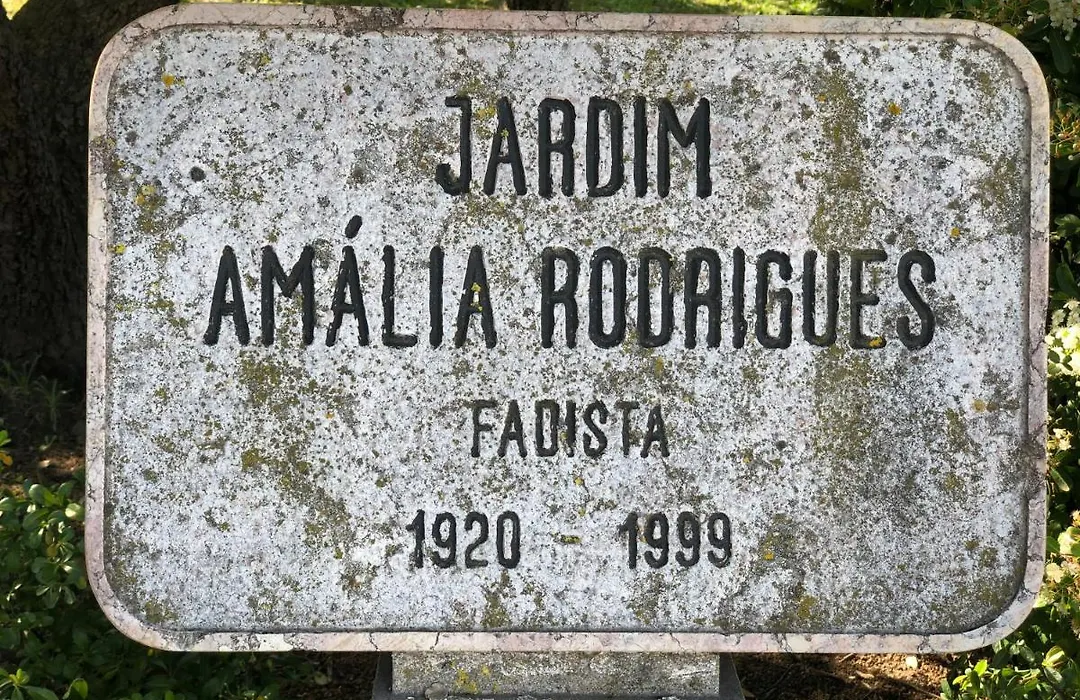 JARDIM
AMÁLIA RODRIGUES
FADISTA
1920 - 1999